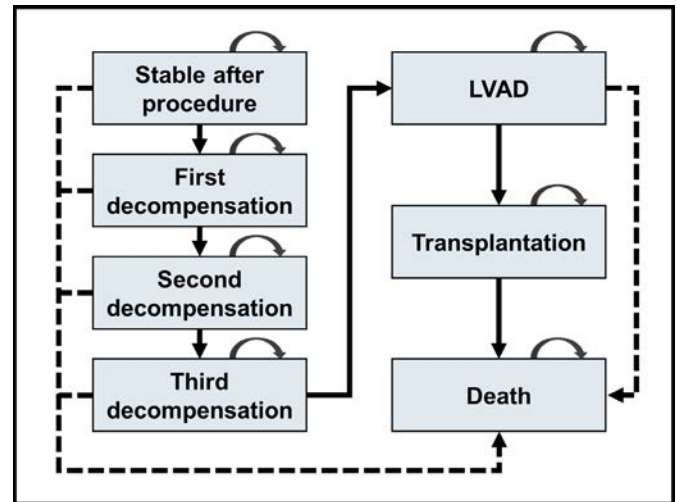 Stable after
procedure
First
decompensation
Second
decompensation
Third
decompensation
LVAD
Transplantation
Death